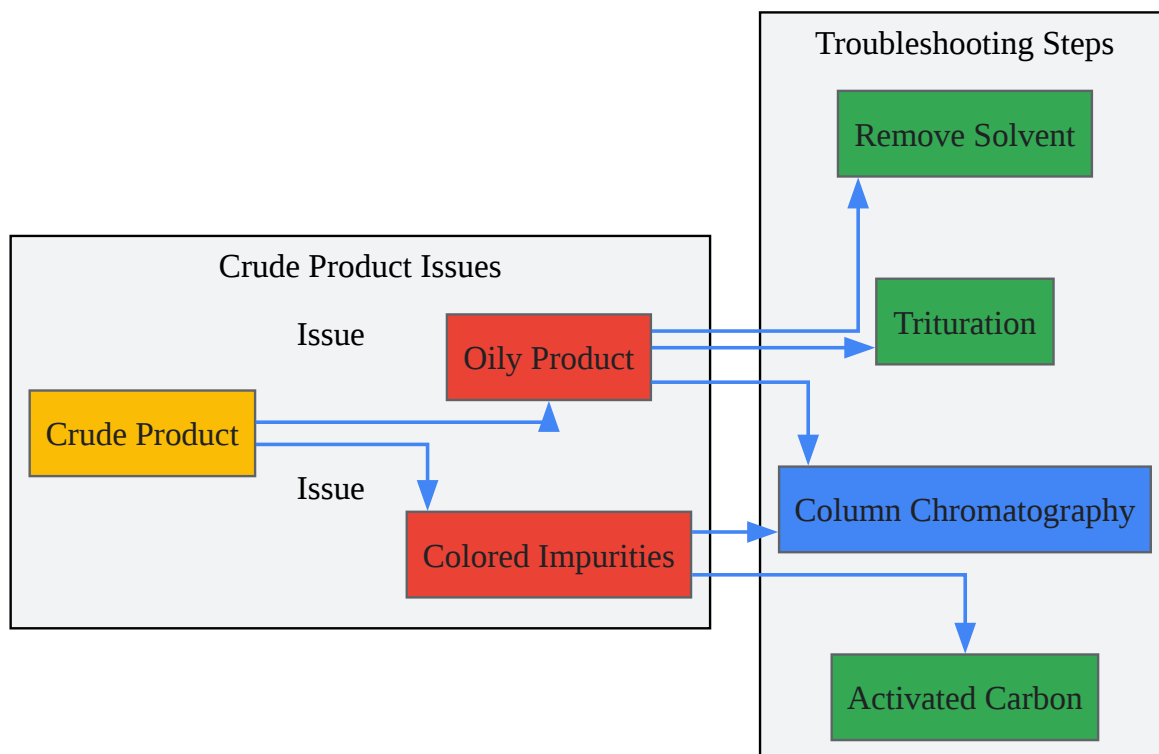 Troubleshooting Steps
Remove Solvent
Crude Product Issues
Issue
Trituration
Oily Product
Crude Product
Issue
Column Chromatography
Colored Impurities
Activated Carbon